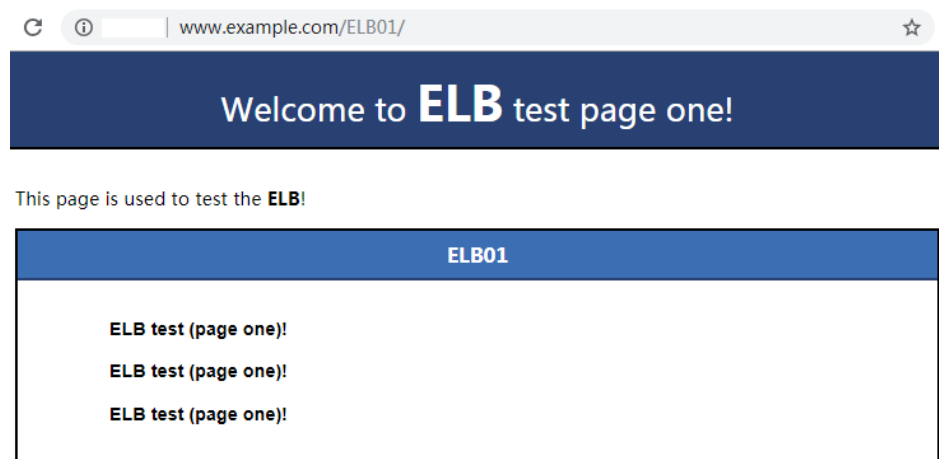 www.example.com/ELB01/
Welcome to ELB test page one!
This page is used to test the ELB!
ELB01
ELB test (page one)!
ELB test (page one)!
ELB test (page one)!